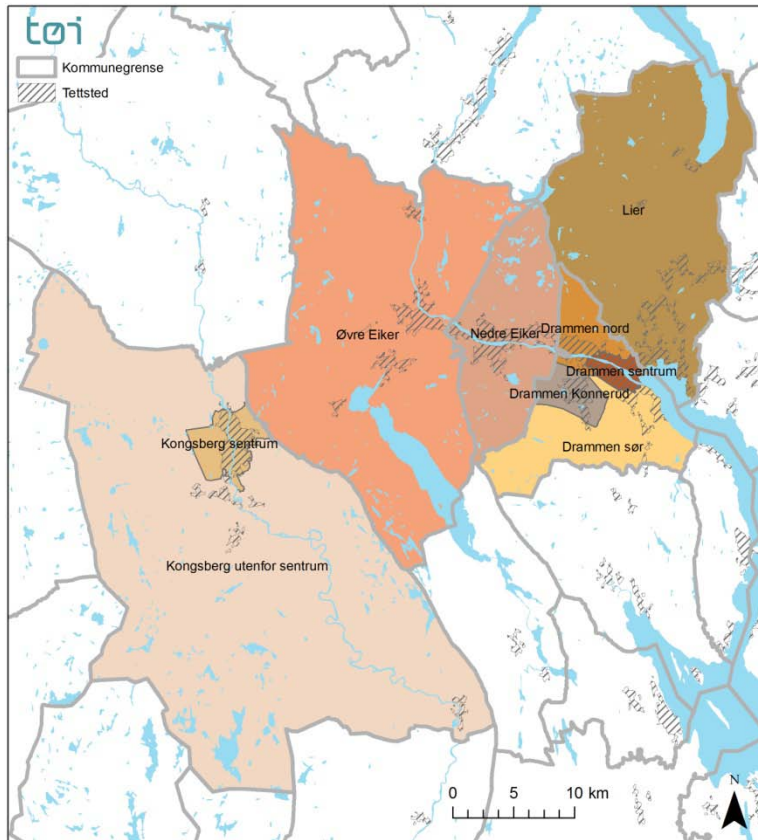 tøi
Kommunegrense
Tettsted
Lier
Øvre Eiker
Nedre Eiker
Drammen nord
Drammen sentrum
Drammen Konnerud
Drammen sør
Kongsberg sentrum
Kongsberg utenfor sentrum
0 5 10 km
N